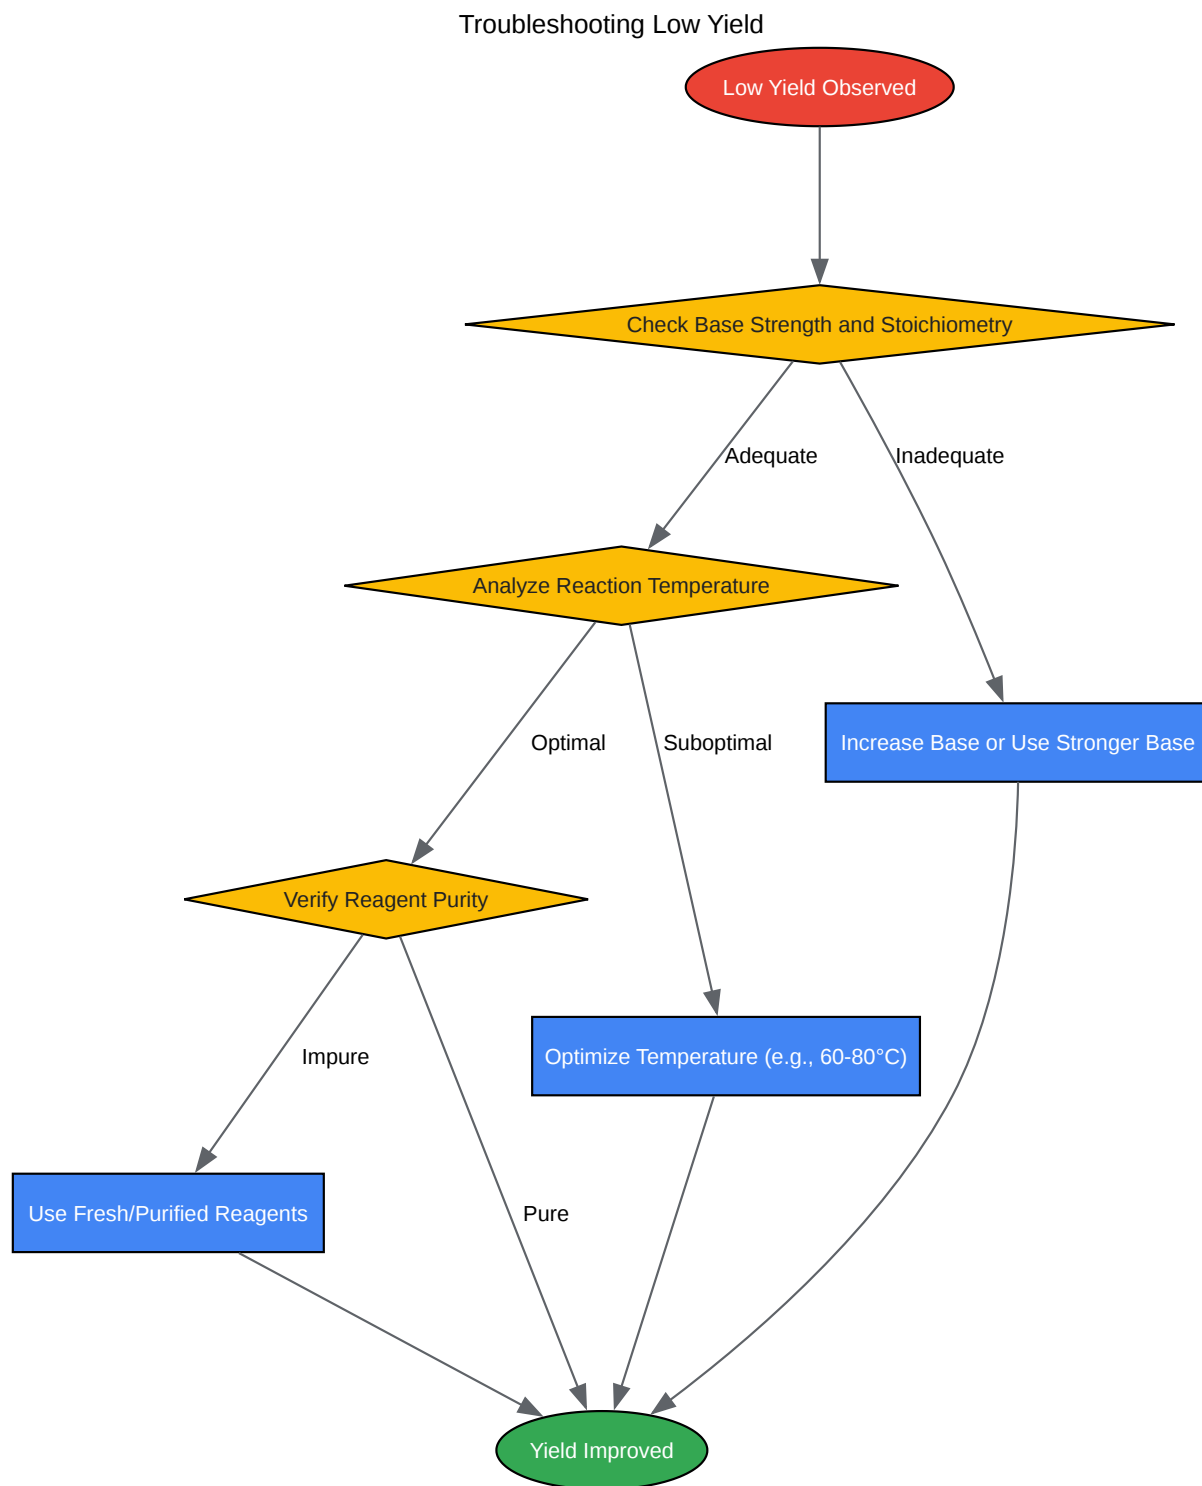 Troubleshooting Low Yield
Low Yield Observed
Check Base Strength and Stoichiometry
Adequate
Inadequate
Analyze Reaction Temperature
Optimal
Suboptimal
Increase Base or Use Stronger Base
Verify Reagent Purity
Impure
Optimize Temperature (e.g., 60-80°C)
Use Fresh/Purified Reagents
Pure
Yield Improved